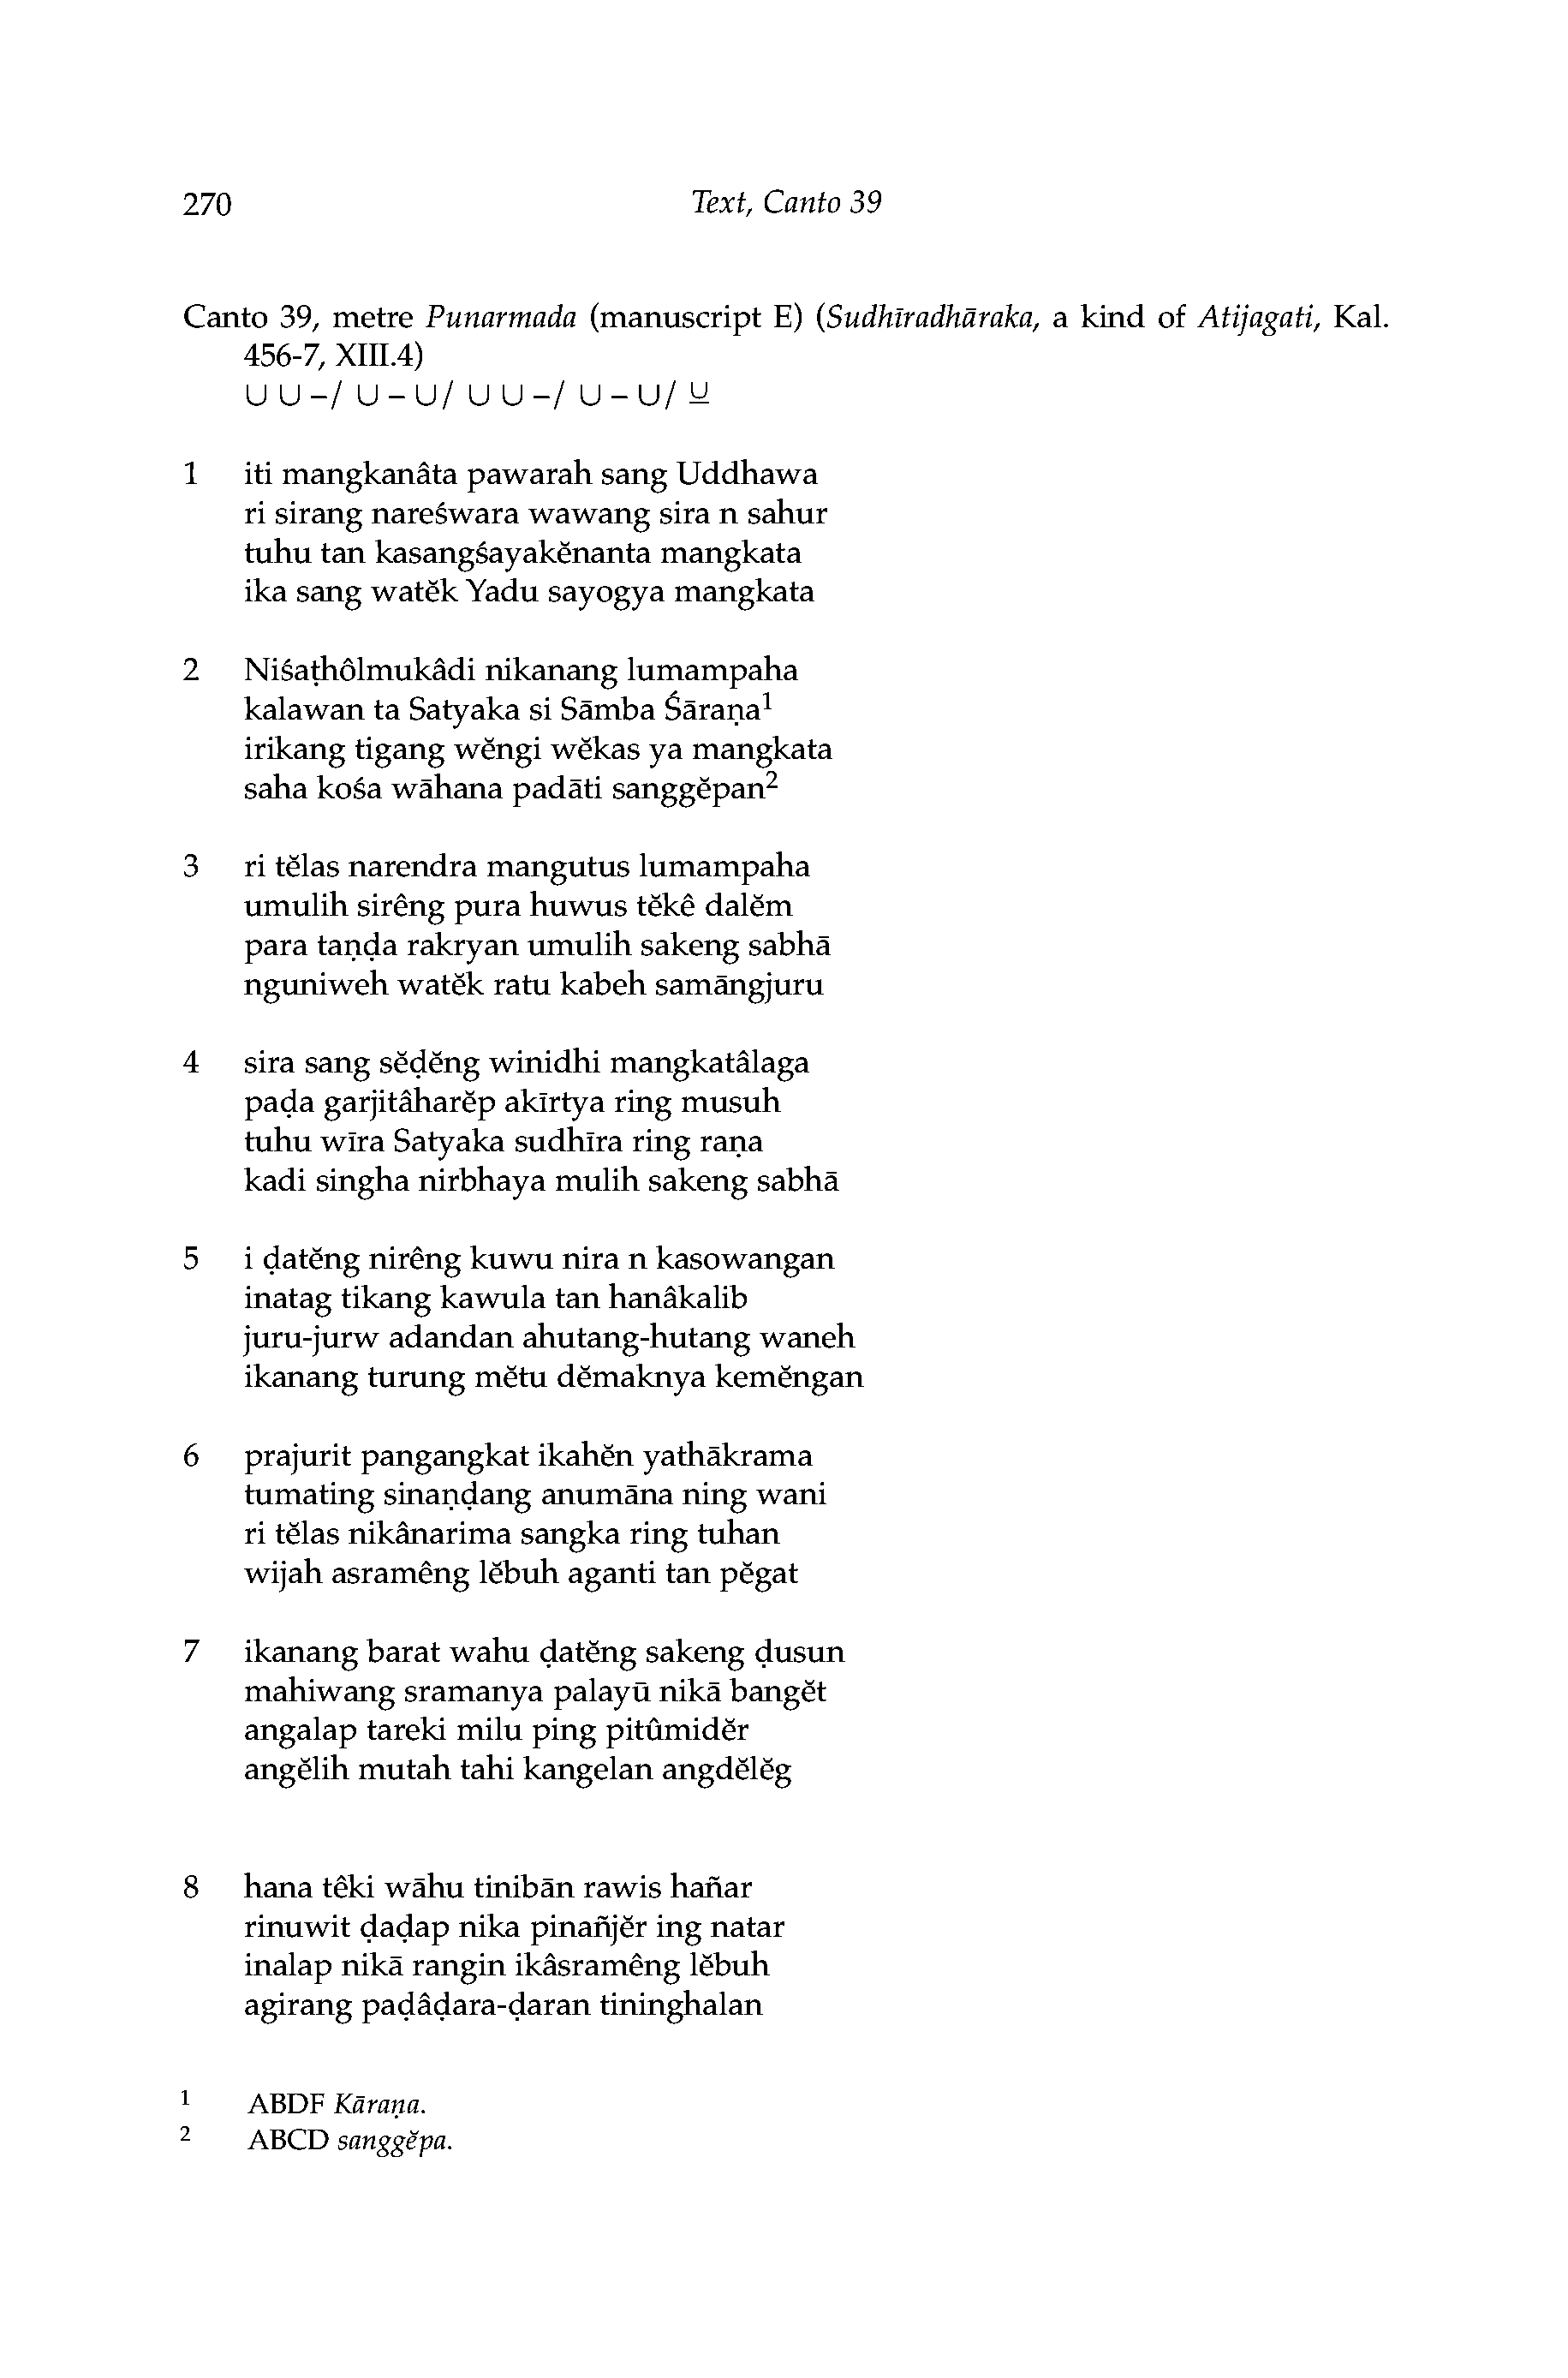 270 Text, Canto 39
Canto 39, metre Punarmada (manuscript E) (Sudhīradhāraka, a kind of Atijagati, Kal.
456-7, XIII.4)
∪ ∪ –/ ∪ – ∪/ ∪ ∪ –/ ∪ – ∪/ ⊻
1 iti mangkanâta pawarah sang Uddhawa
ri sirang nareśwara wawang sira n sahur
tuhu tan kasangśayakĕnanta mangkata
ika sang watĕk Yadu sayogya mangkata
2 Niśaṭhôlmukâdi nikanang lumampaha
kalawan ta Satyaka si Sāmba Śāraṇa¹
irikang tigang wĕngi wĕkas ya mangkata
saha kośa wāhana padāti sanggĕpan²
3 ri tĕlas narendra mangutus lumampaha
umulih sirêng pura huwus tĕkê dalĕm
para taṇḍa rakryan umulih sakeng sabhā
nguniweh watĕk ratu kabeh samāngjuru
4 sira sang sĕḍĕng winidhi mangkatâlaga
paḍa garjitâharĕp akīrtya ring musuh
tuhu wīra Satyaka sudhīra ring raṇa
kadi singha nirbhaya mulih sakeng sabhā
5 i ḍatĕng nirêng kuwu nira n kasowangan
inatag tikang kawula tan hanâkalib
juru-jurw adandan ahutang-hutang waneh
ikanang turung mĕtu dĕmaknya kemĕngan
6 prajurit pangangkat ikahĕn yathākrama
tumating sinaṇḍang anumāna ning wani
ri tĕlas nikânarima sangka ring tuhan
wijah asramêng lĕbuh aganti tan pĕgat
7 ikanang barat wahu ḍatĕng sakeng ḍusun
mahiwang sramanya palayū nikā bangĕt
angalap tareki milu ping pitûmidĕr
angĕlih mutah tahi kangelan angdĕlĕg
8 hana têki wāhu tinibān rawis hañar
rinuwit ḍaḍap nika pinañjĕr ing natar
inalap nikā rangin ikâsramêng lĕbuh
agirang paḍâḍara-ḍaran tininghalan
¹ ABDF Kāraṇa.
² ABCD sanggĕpa.